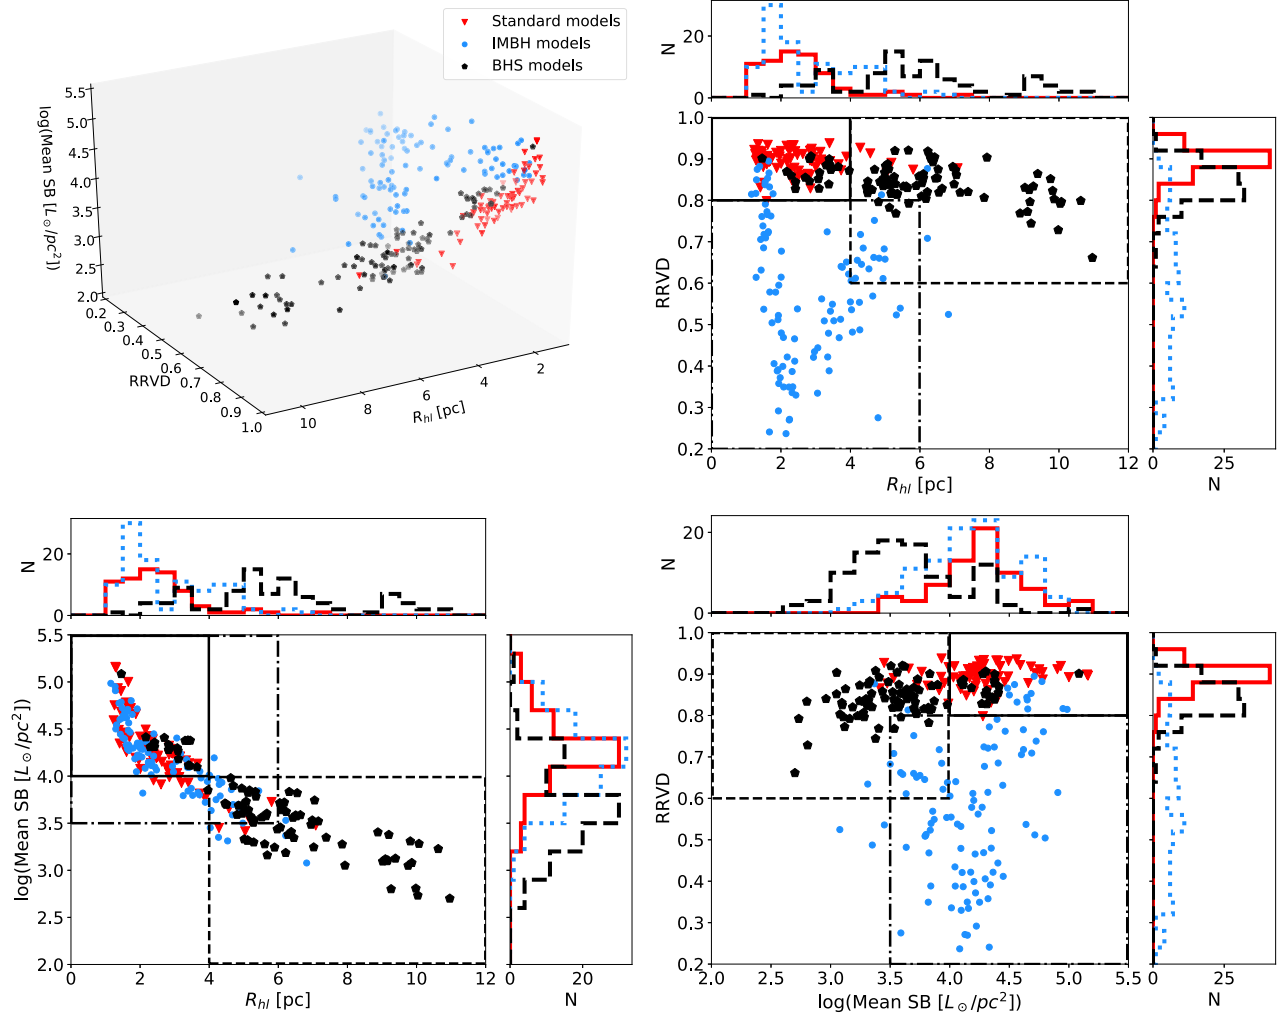 Standard models
IMBH models
BHS models
log(Mean SB [L⊙/pc²])
5.5
5.0
4.5
4.0
3.5
3.0
2.5
2.0
0.2
0.3
0.4
0.5
0.6
0.7
0.8
0.9
1.0
RRVD
10
8
6
4
2
R_hl [pc]
N
20
0
1.0
0.9
0.8
0.7
0.6
0.5
0.4
0.3
0.2
RRVD
0 2 4 6 8 10 12
R_hl [pc]
0 25
N
N
20
0
5.5
5.0
4.5
4.0
3.5
3.0
2.5
2.0
log(Mean SB [L⊙/pc²])
0 2 4 6 8 10 12
R_hl [pc]
0 20
N
N
20
0
1.0
0.9
0.8
0.7
0.6
0.5
0.4
0.3
0.2
RRVD
2.0 2.5 3.0 3.5 4.0 4.5 5.0 5.5
log(Mean SB [L⊙/pc²])
0 25
N